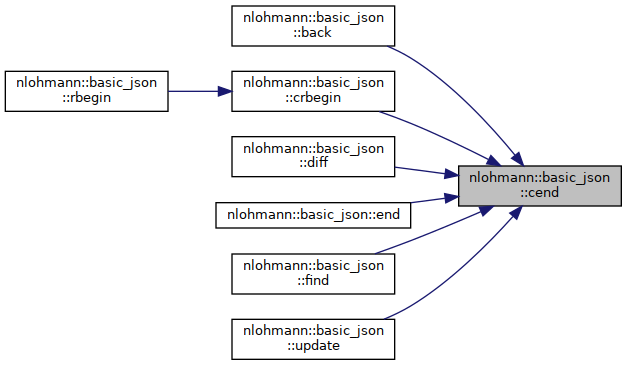 nlohmann::basic_json
::back
nlohmann::basic_json
::rbegin
nlohmann::basic_json
::crbegin
nlohmann::basic_json
::diff
nlohmann::basic_json
::cend
nlohmann::basic_json::end
nlohmann::basic_json
::find
nlohmann::basic_json
::update